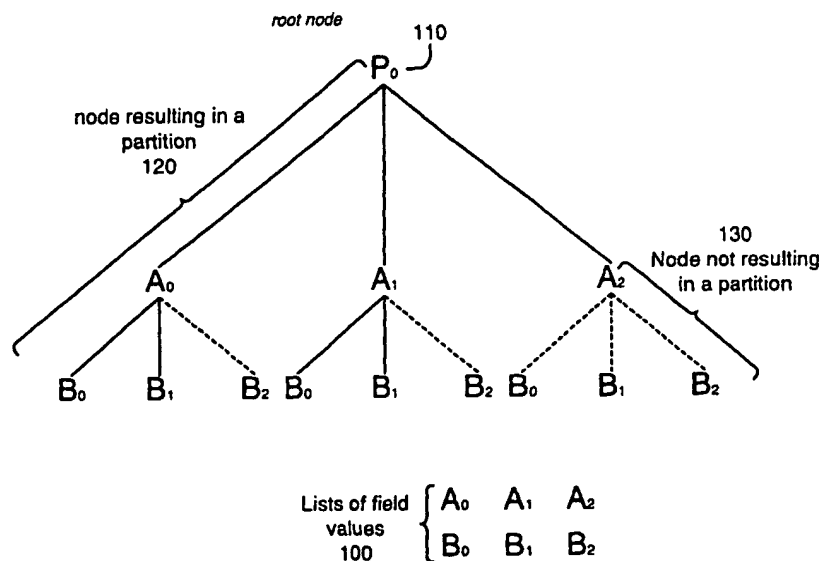 root node
110
P₀
node resulting in a
partition
120
130
Node not resulting
in a partition
A₀ A₁ A₂
B₀ B₁ B₂ B₀ B₁ B₂ B₀ B₁ B₂
Lists of field
values
100
A₀ A₁ A₂
B₀ B₁ B₂